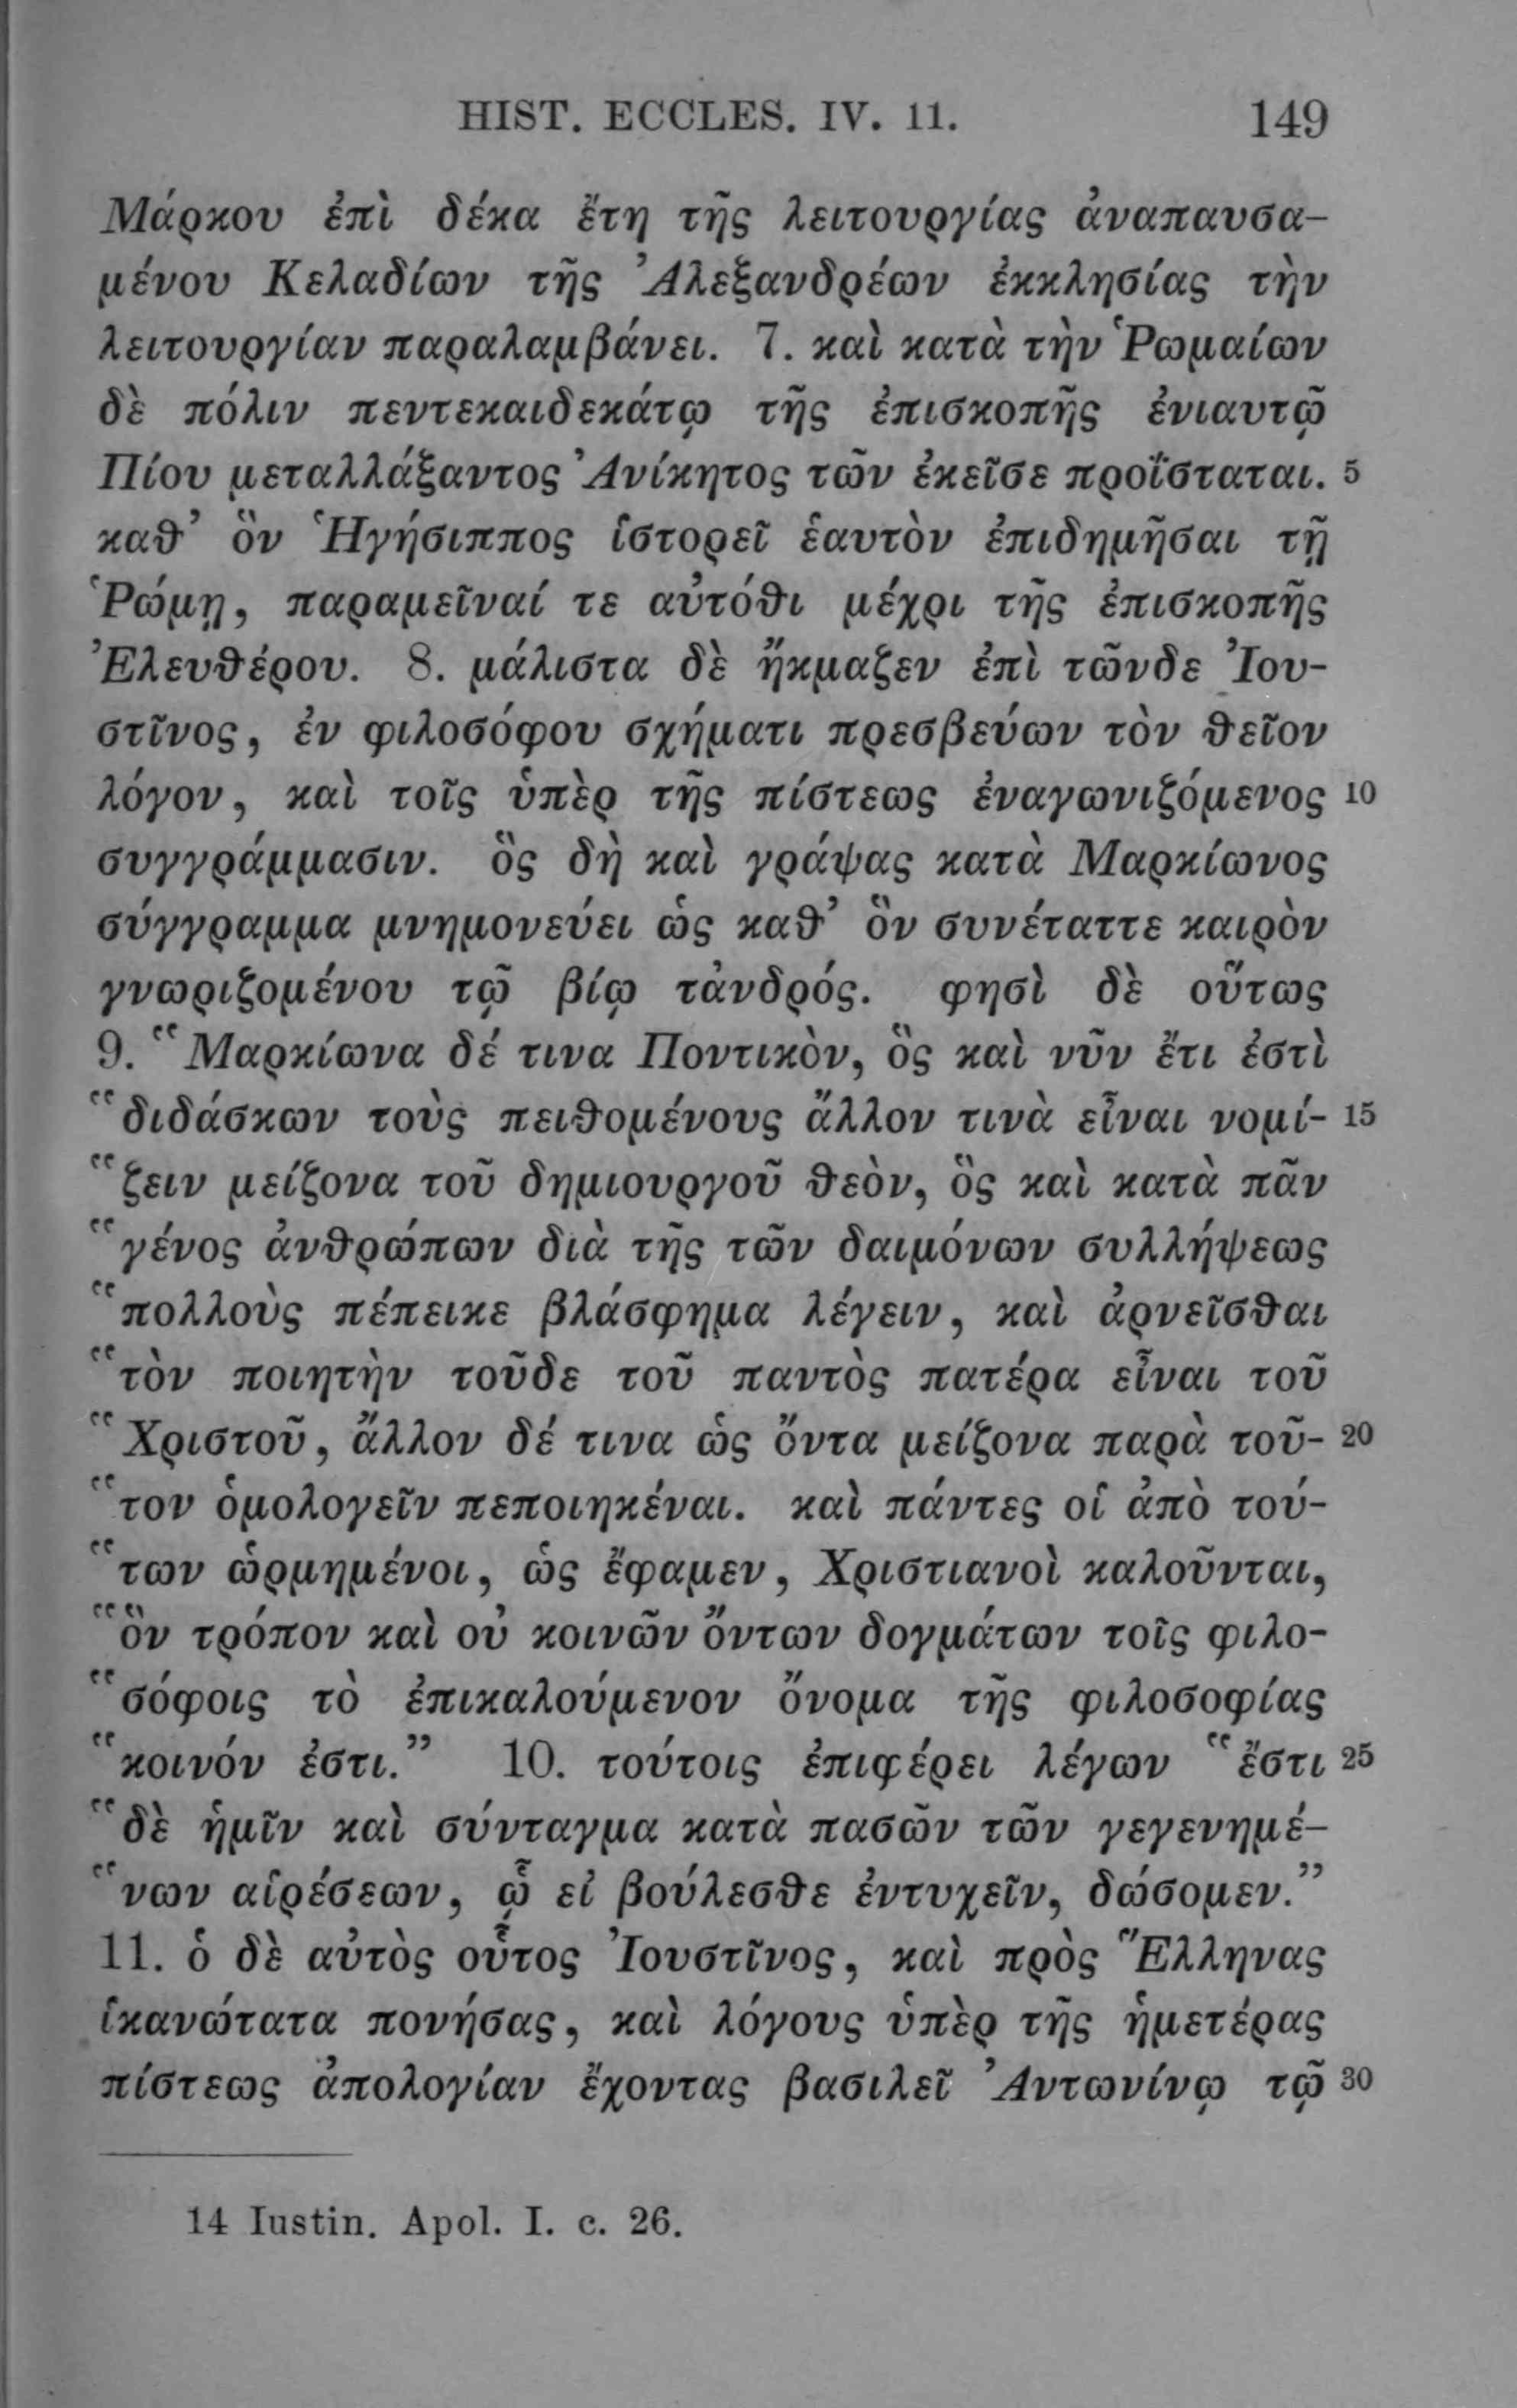 HIST. ECCLES. IV. 11. 149
Μάρκου ἐπὶ δέκα ἔτη τῆς λειτουργίας ἀναπαυσα-
μένου Κελαδίων τῆς Ἀλεξανδρέων ἐκκλησίας τὴν
λειτουργίαν παραλαμβάνει. 7. καὶ κατὰ τὴν Ῥωμαίων
δὲ πόλιν πεντεκαιδεκάτῳ τῆς ἐπισκοπῆς ἐνιαυτῷ
Πίου μεταλλάξαντος Ἀνίκητος τῶν ἐκεῖσε προΐσταται. 5
καθ’ ὃν Ἡγήσιππος ἱστορεῖ ἑαυτὸν ἐπιδημῆσαι τῇ
Ῥώμῃ, παραμεῖναί τε αὐτόθι μέχρι τῆς ἐπισκοπῆς
Ἐλευθέρου. 8. μάλιστα δὲ ἤκμαζεν ἐπὶ τῶνδε Ἰου-
στῖνος, ἐν φιλοσόφου σχήματι πρεσβεύων τὸν θεῖον
λόγον, καὶ τοῖς ὑπὲρ τῆς πίστεως ἐναγωνιζόμενος 10
συγγράμμασιν. ὃς δὴ καὶ γράψας κατὰ Μαρκίωνος
σύγγραμμα μνημονεύει ὡς καθ’ ὃν συνέταττε καιρὸν
γνωριζομένου τῷ βίῳ τἀνδρός. φησὶ δὲ οὕτως
9. “Μαρκίωνα δέ τινα Ποντικὸν, ὃς καὶ νῦν ἔτι ἐστὶ
“διδάσκων τοὺς πειθομένους ἄλλον τινὰ εἶναι νομί- 15
“ζειν μείζονα τοῦ δημιουργοῦ θεὸν, ὃς καὶ κατὰ πᾶν
“γένος ἀνθρώπων διὰ τῆς τῶν δαιμόνων συλλήψεως
“πολλοὺς πέπεικε βλάσφημα λέγειν, καὶ ἀρνεῖσθαι
“τὸν ποιητὴν τοῦδε τοῦ παντὸς πατέρα εἶναι τοῦ
“Χριστοῦ, ἄλλον δέ τινα ὡς ὄντα μείζονα παρὰ τοῦ- 20
“τον ὁμολογεῖν πεποιηκέναι. καὶ πάντες οἱ ἀπὸ τού-
“των ὡρμημένοι, ὡς ἔφαμεν, Χριστιανοὶ καλοῦνται,
“ὃν τρόπον καὶ οὐ κοινῶν ὄντων δογμάτων τοῖς φιλο-
“σόφοις τὸ ἐπικαλούμενον ὄνομα τῆς φιλοσοφίας
“κοινόν ἐστι.” 10. τούτοις ἐπιφέρει λέγων “ἔστι 25
“δὲ ἡμῖν καὶ σύνταγμα κατὰ πασῶν τῶν γεγενημέ-
“νων αἱρέσεων, ᾧ εἰ βούλεσθε ἐντυχεῖν, δώσομεν.”
11. ὁ δὲ αὐτὸς οὗτος Ἰουστῖνος, καὶ πρὸς Ἕλληνας
ἱκανώτατα πονήσας, καὶ λόγους ὑπὲρ τῆς ἡμετέρας
πίστεως ἀπολογίαν ἔχοντας βασιλεῖ Ἀντωνίνῳ τῷ 30
14 Iustin. Apol. I. c. 26.